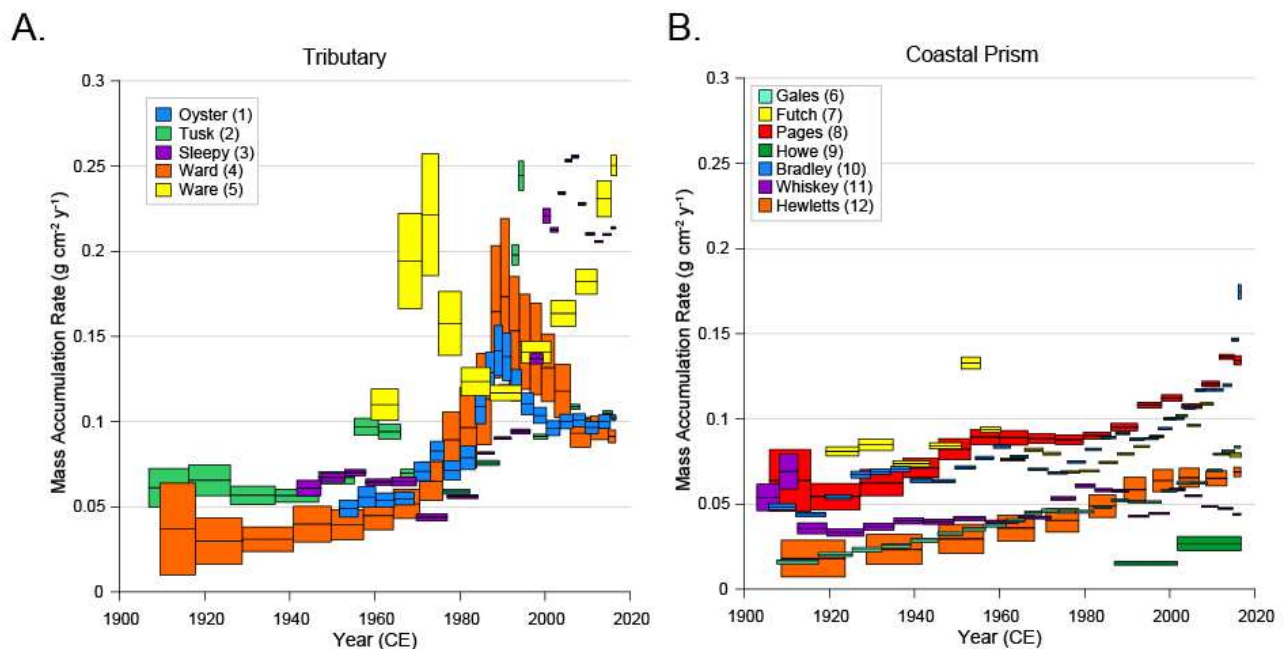 A.
Tributary
0.3
0.25
0.2
0.15
0.1
0.05
0
Mass Accumulation Rate (g cm⁻² y⁻¹)
Oyster (1)
Tusk (2)
Sleepy (3)
Ward (4)
Ware (5)
1900 1920 1940 1960 1980 2000 2020
Year (CE)
B.
Coastal Prism
0.3
0.25
0.2
0.15
0.1
0.05
0
Mass Accumulation Rate (g cm⁻² y⁻¹)
Gales (6)
Futch (7)
Pages (8)
Howe (9)
Bradley (10)
Whiskey (11)
Hewletts (12)
1900 1920 1940 1960 1980 2000 2020
Year (CE)